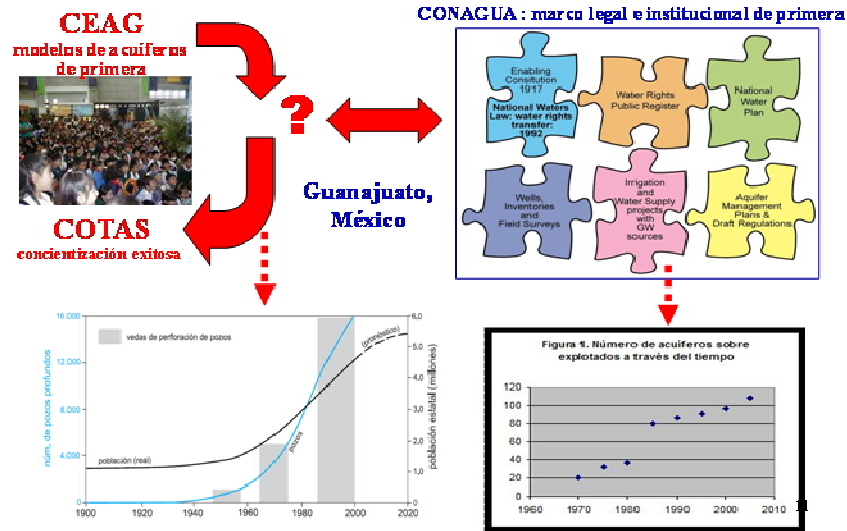 CEAG
modelos de acuíferos
de primera
?
COTAS
concientización exitosa
Guanajuato,
México
CONAGUA : marco legal e institucional de primera
Enabling
Consitution
1917
National Waters
Law: water rights
transfer:
1992
Water Rights
Public Register
National
Water
Plan
Wells,
Inventories
and
Field Surveys
Irrigation
and
Water Supply
projects
with
GW
sources
Aquifer
Management
Plans &
Draft Regulations
núm. de pozos profundos
16.000
12.000
8.000
4.000
0
vedas de perforación de pozos
población (real)
pozos
(pronóstico)
6,0
5,0
4,0
3,0
2,0
1,0
0
población estatal (millones)
1900
1920
1940
1960
1980
2000
2020
Figura 1. Número de acuíferos sobre
explotados a través del tiempo
120
100
80
60
40
20
0
1960
1970
1980
1990
2000
2010
11